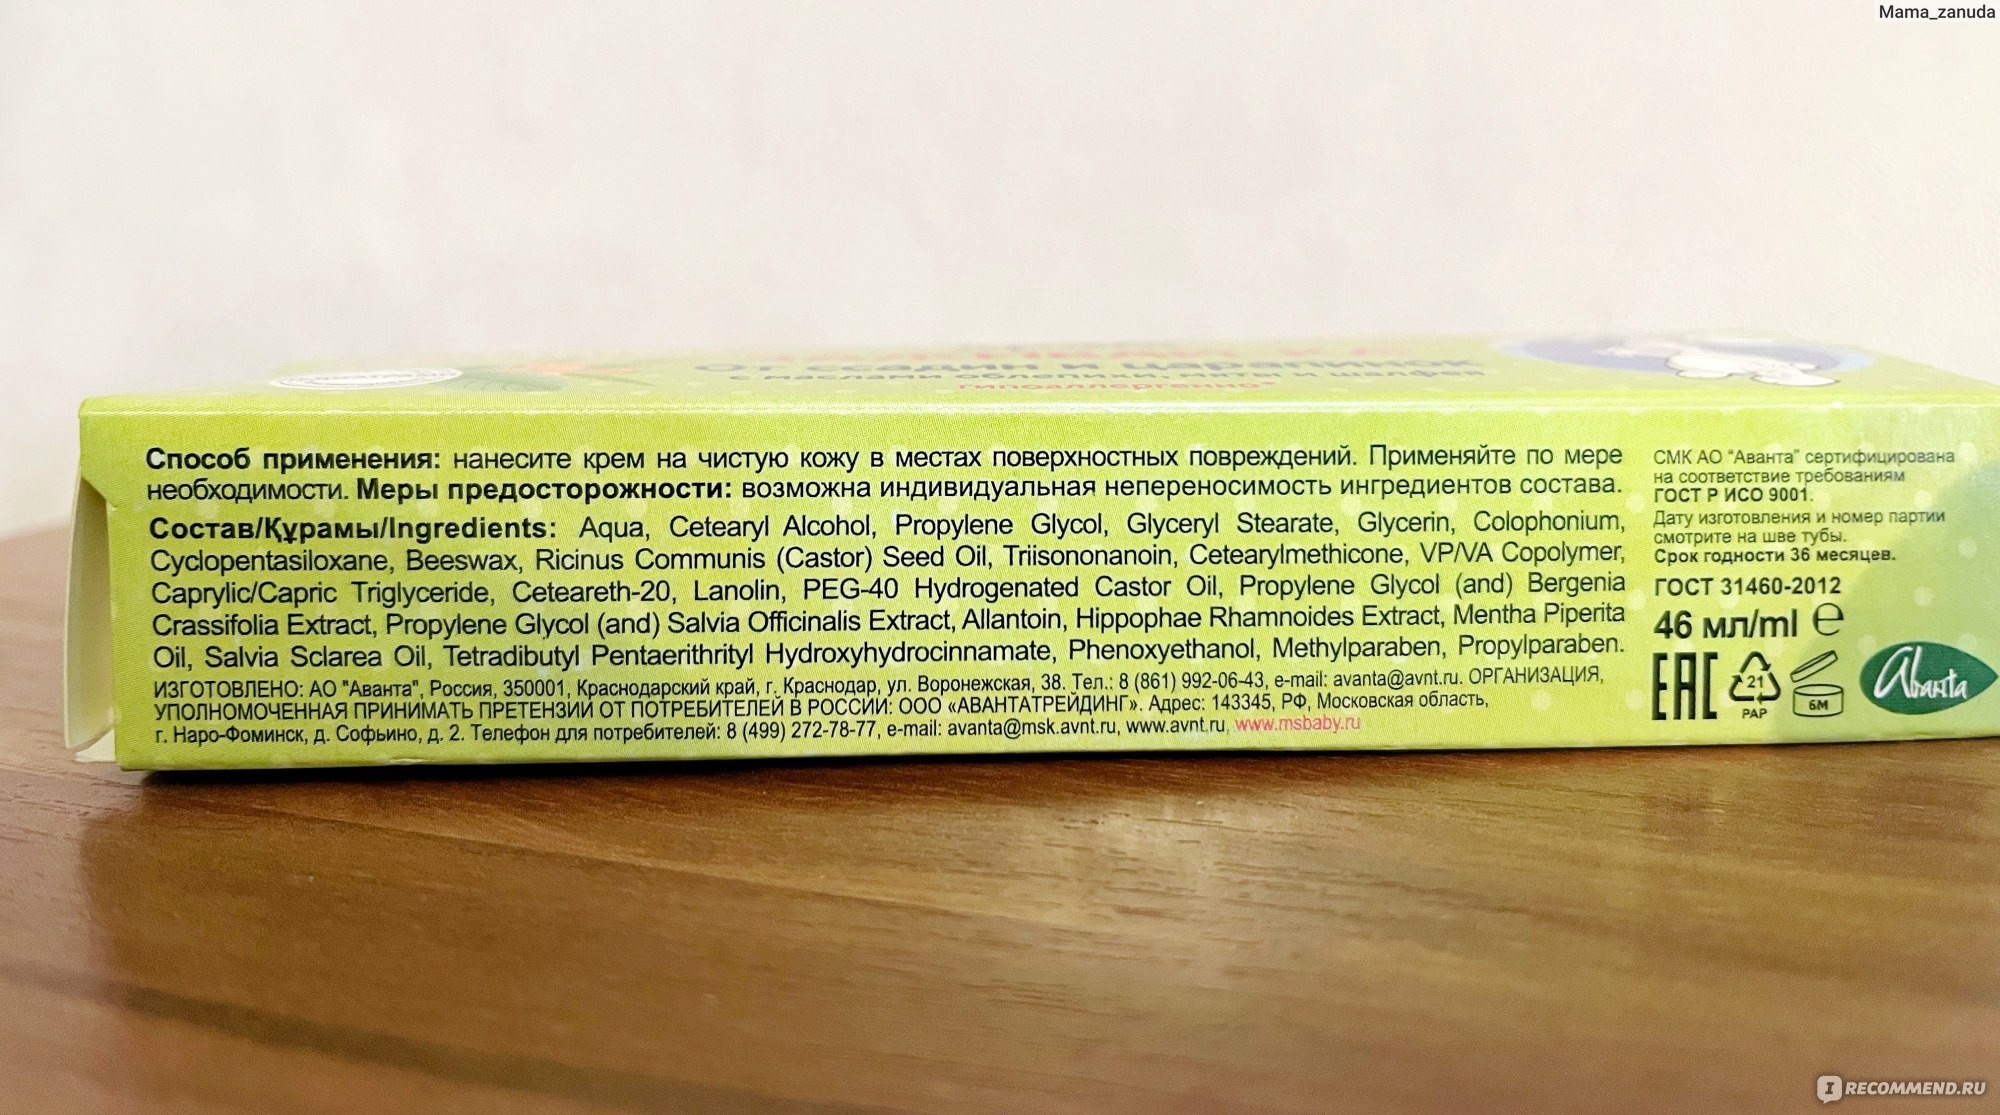 Mama_zanuda
От ссадин и царапинок
с маслами облепихи, мяты и шалфея
гипоаллергенно*
Способ применения: нанесите крем на чистую кожу в местах поверхностных повреждений. Применяйте по мере
необходимости. Меры предосторожности: возможна индивидуальная непереносимость ингредиентов состава.
Состав/Құрамы/Ingredients: Aqua, Cetearyl Alcohol, Propylene Glycol, Glyceryl Stearate, Glycerin, Colophonium,
Cyclopentasiloxane, Beeswax, Ricinus Communis (Castor) Seed Oil, Triisononanoin, Cetearylmethicone, VP/VA Copolymer,
Caprylic/Capric Triglyceride, Ceteareth-20, Lanolin, PEG-40 Hydrogenated Castor Oil, Propylene Glycol (and) Bergenia
Crassifolia Extract, Propylene Glycol (and) Salvia Officinalis Extract, Allantoin, Hippophae Rhamnoides Extract, Mentha Piperita
Oil, Salvia Sclarea Oil, Tetradibutyl Pentaerithrityl Hydroxyhydrocinnamate, Phenoxyethanol, Methylparaben, Propylparaben.
ИЗГОТОВЛЕНО: АО "Аванта", Россия, 350001, Краснодарский край, г. Краснодар, ул. Воронежская, 38. Тел.: 8 (861) 992-06-43, e-mail: avanta@avnt.ru. ОРГАНИЗАЦИЯ,
УПОЛНОМОЧЕННАЯ ПРИНИМАТЬ ПРЕТЕНЗИИ ОТ ПОТРЕБИТЕЛЕЙ В РОССИИ: ООО «АВАНТАТРЕЙДИНГ». Адрес: 143345, РФ, Московская область,
г. Наро-Фоминск, д. Софьино, д. 2. Телефон для потребителей: 8 (499) 272-78-77, e-mail: avanta@msk.avnt.ru, www.avnt.ru, www.msbaby.ru
СМК АО "Аванта" сертифицирована
на соответствие требованиям
ГОСТ Р ИСО 9001.
Дату изготовления и номер партии
смотрите на шве тубы.
Срок годности 36 месяцев.
ГОСТ 31460-2012
46 мл/ml ℮
EAC
21
PAP
6M
Avanta
IRECOMMEND.RU